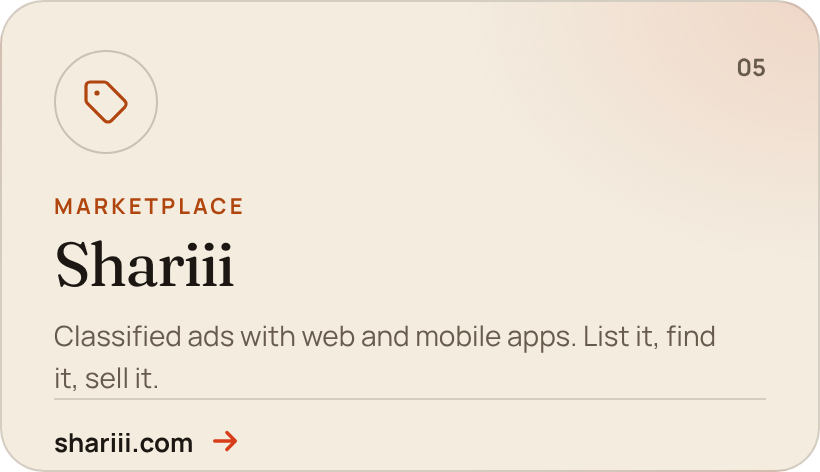 05
MARKETPLACE
Shariii
Classified ads with web and mobile apps. List it, find
it, sell it.
shariii.com